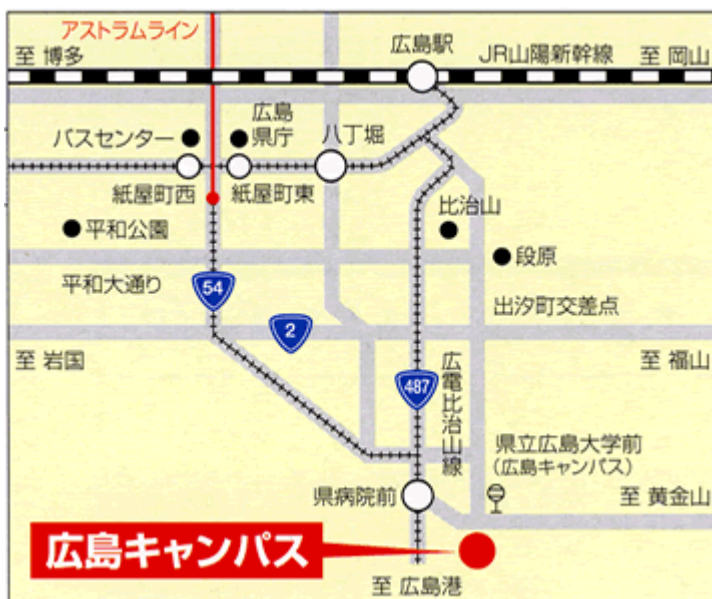 アストラムライン
至 博多
広島駅
JR山陽新幹線
至 岡山
バスセンター
広島
県庁
八丁堀
紙屋町西
紙屋町東
比治山
平和公園
段原
平和大通り
54
出汐町交差点
2
至 岩国
至 福山
487
広電比治山線
県立広島大学前
(広島キャンパス)
県病院前
至 黄金山
広島キャンパス
至 広島港